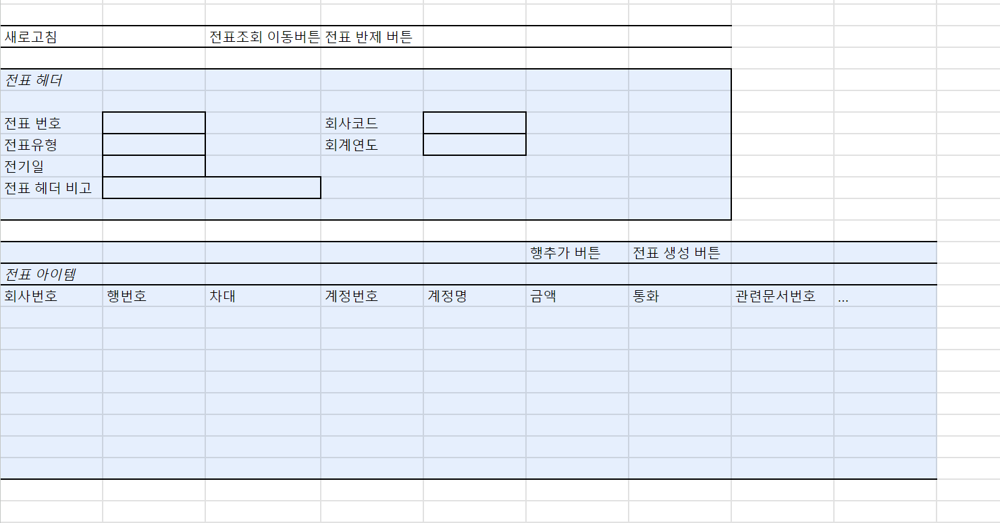 새로고침 전표조회 이동버튼 전표 반제 버튼
전표 헤더
전표 번호 회사코드
전표유형 회계연도
전기일
전표 헤더 비고
행추가 버튼 전표 생성 버튼
전표 아이템
회사번호 행번호 차대 계정번호 계정명 금액 통화 관련문서번호 ...